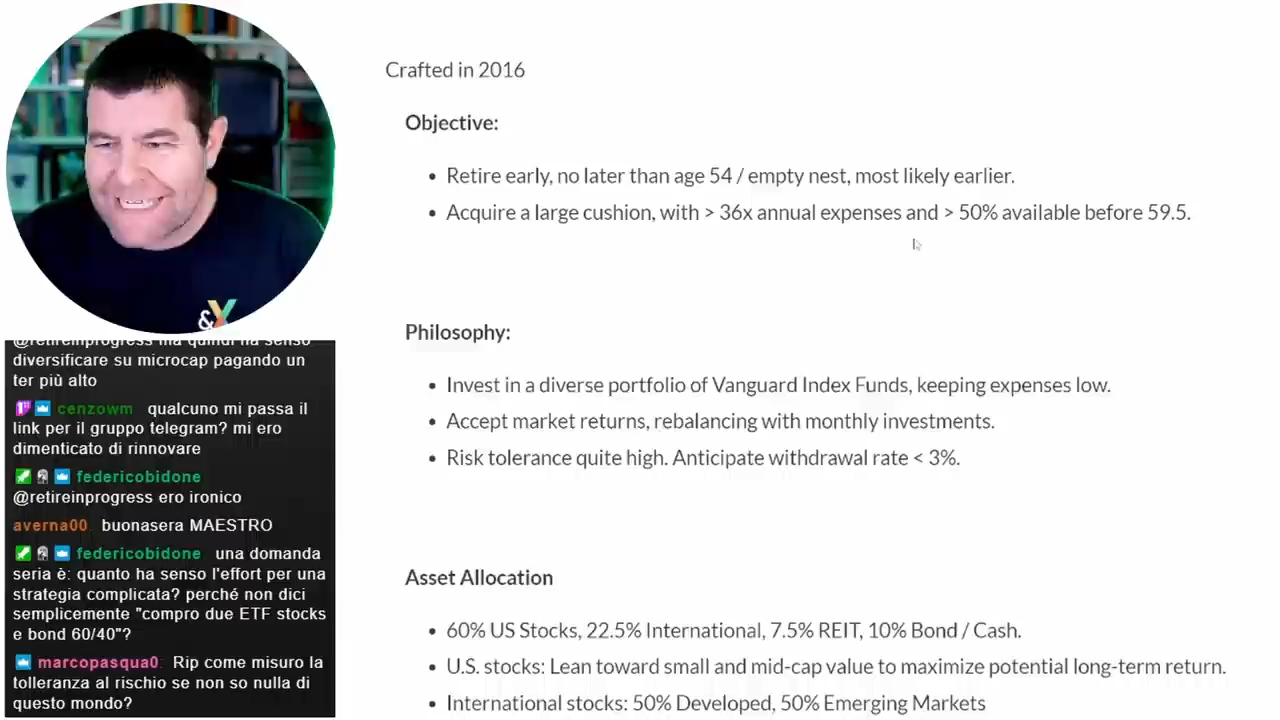 Crafted in 2016
Objective:
• Retire early, no later than age 54 / empty nest, most likely earlier.
• Acquire a large cushion, with > 36x annual expenses and > 50% available before 59.5.
Philosophy:
• Invest in a diverse portfolio of Vanguard Index Funds, keeping expenses low.
• Accept market returns, rebalancing with monthly investments.
• Risk tolerance quite high. Anticipate withdrawal rate < 3%.
Asset Allocation
• 60% US Stocks, 22.5% International, 7.5% REIT, 10% Bond / Cash.
• U.S. stocks: Lean toward small and mid-cap value to maximize potential long-term return.
• International stocks: 50% Developed, 50% Emerging Markets
&Y
@retireinprogress ma quindi ha senso
diversificare su microcap pagando un
ter più alto
cenzowm qualcuno mi passa il
link per il gruppo telegram? mi ero
dimenticato di rinnovare
federicobidone
@retireinprogress ero ironico
averna00 buonasera MAESTRO
federicobidone una domanda
seria è: quanto ha senso l'effort per una
strategia complicata? perché non dici
semplicemente "compro due ETF stocks
e bond 60/40"?
marcopasqua0: Rip come misuro la
tolleranza al rischio se non so nulla di
questo mondo?